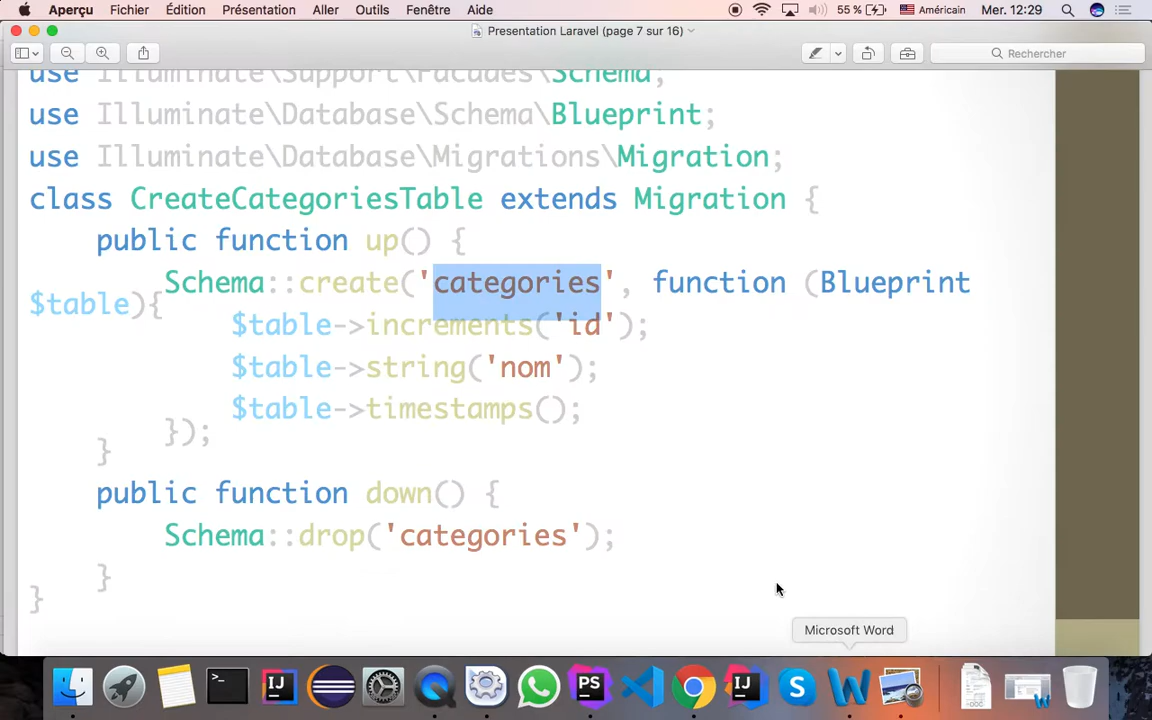 Aperçu Fichier Édition Présentation Aller Outils Fenêtre Aide 55 % Américain Mer. 12:29
Presentation Laravel (page 7 sur 16)
Rechercher
use Illuminate\Support\Facades\Schema;
use Illuminate\Database\Schema\Blueprint;
use Illuminate\Database\Migrations\Migration;
class CreateCategoriesTable extends Migration {
public function up() {
Schema::create('categories', function (Blueprint
$table){
$table->increments('id');
$table->string('nom');
$table->timestamps();
});
}
public function down() {
Schema::drop('categories');
}
}
Microsoft Word